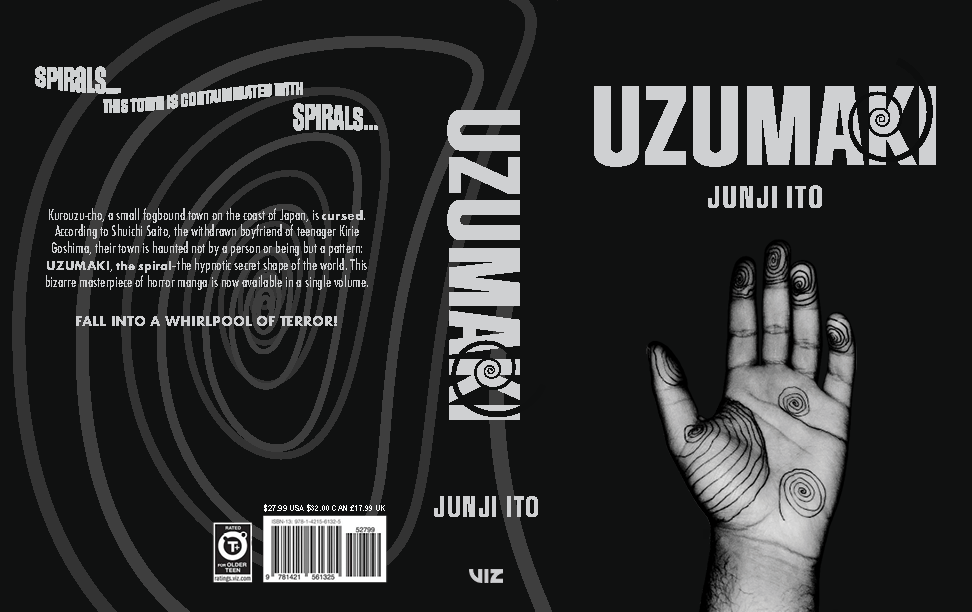 SPIRALS...
THIS TOWN IS CONTAMINATED WITH
SPIRALS...
Kurouzu-cho, a small fogbound town on the coast of Japan, is cursed.
According to Shuichi Saito, the withdrawn boyfriend of teenager Kirie
Goshima, their town is haunted not by a person or being but a pattern:
UZUMAKI, the spiral–the hypnotic secret shape of the world. This
bizarre masterpiece of horror manga is now available in a single volume.
FALL INTO A WHIRLPOOL OF TERROR!
$27.99 USA $32.00 CAN £17.99 UK
ISBN-13: 978-1-4215-6132-5
52799
9 781421 561325
RATED
T+
FOR OLDER
TEEN
ratings.viz.com
UZUMAKI
JUNJI ITO
VIZ
UZUMAKI
JUNJI ITO